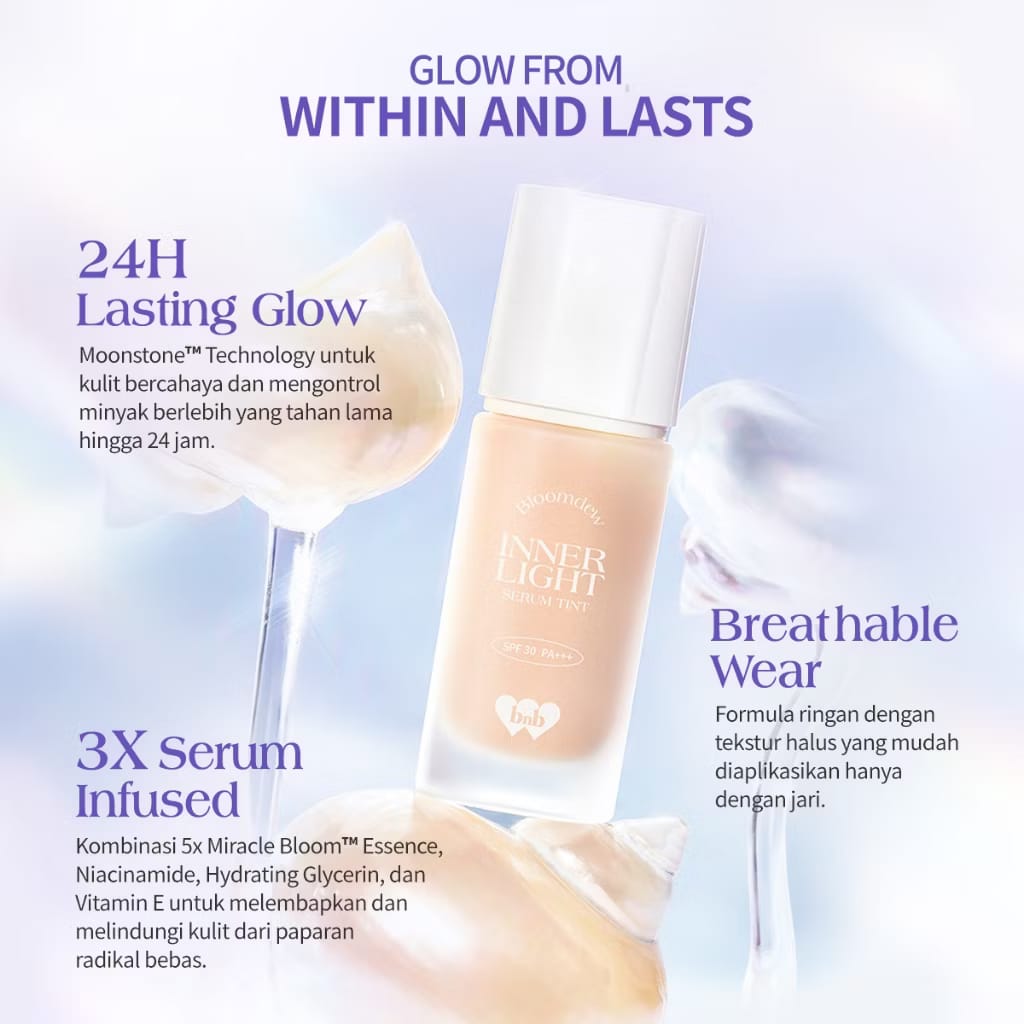 GLOW FROM
WITHIN AND LASTS
24H
Lasting Glow
Moonstone™ Technology untuk
kulit bercahaya dan mengontrol
minyak berlebih yang tahan lama
hingga 24 jam.
Bloomdew
INNER
LIGHT
SERUM TINT
SPF 30 PA+++
bnb
Breathable
Wear
Formula ringan dengan
tekstur halus yang mudah
diaplikasikan hanya
dengan jari.
3X Serum
Infused
Kombinasi 5x Miracle Bloom™ Essence,
Niacinamide, Hydrating Glycerin, dan
Vitamin E untuk melembapkan dan
melindungi kulit dari paparan
radikal bebas.